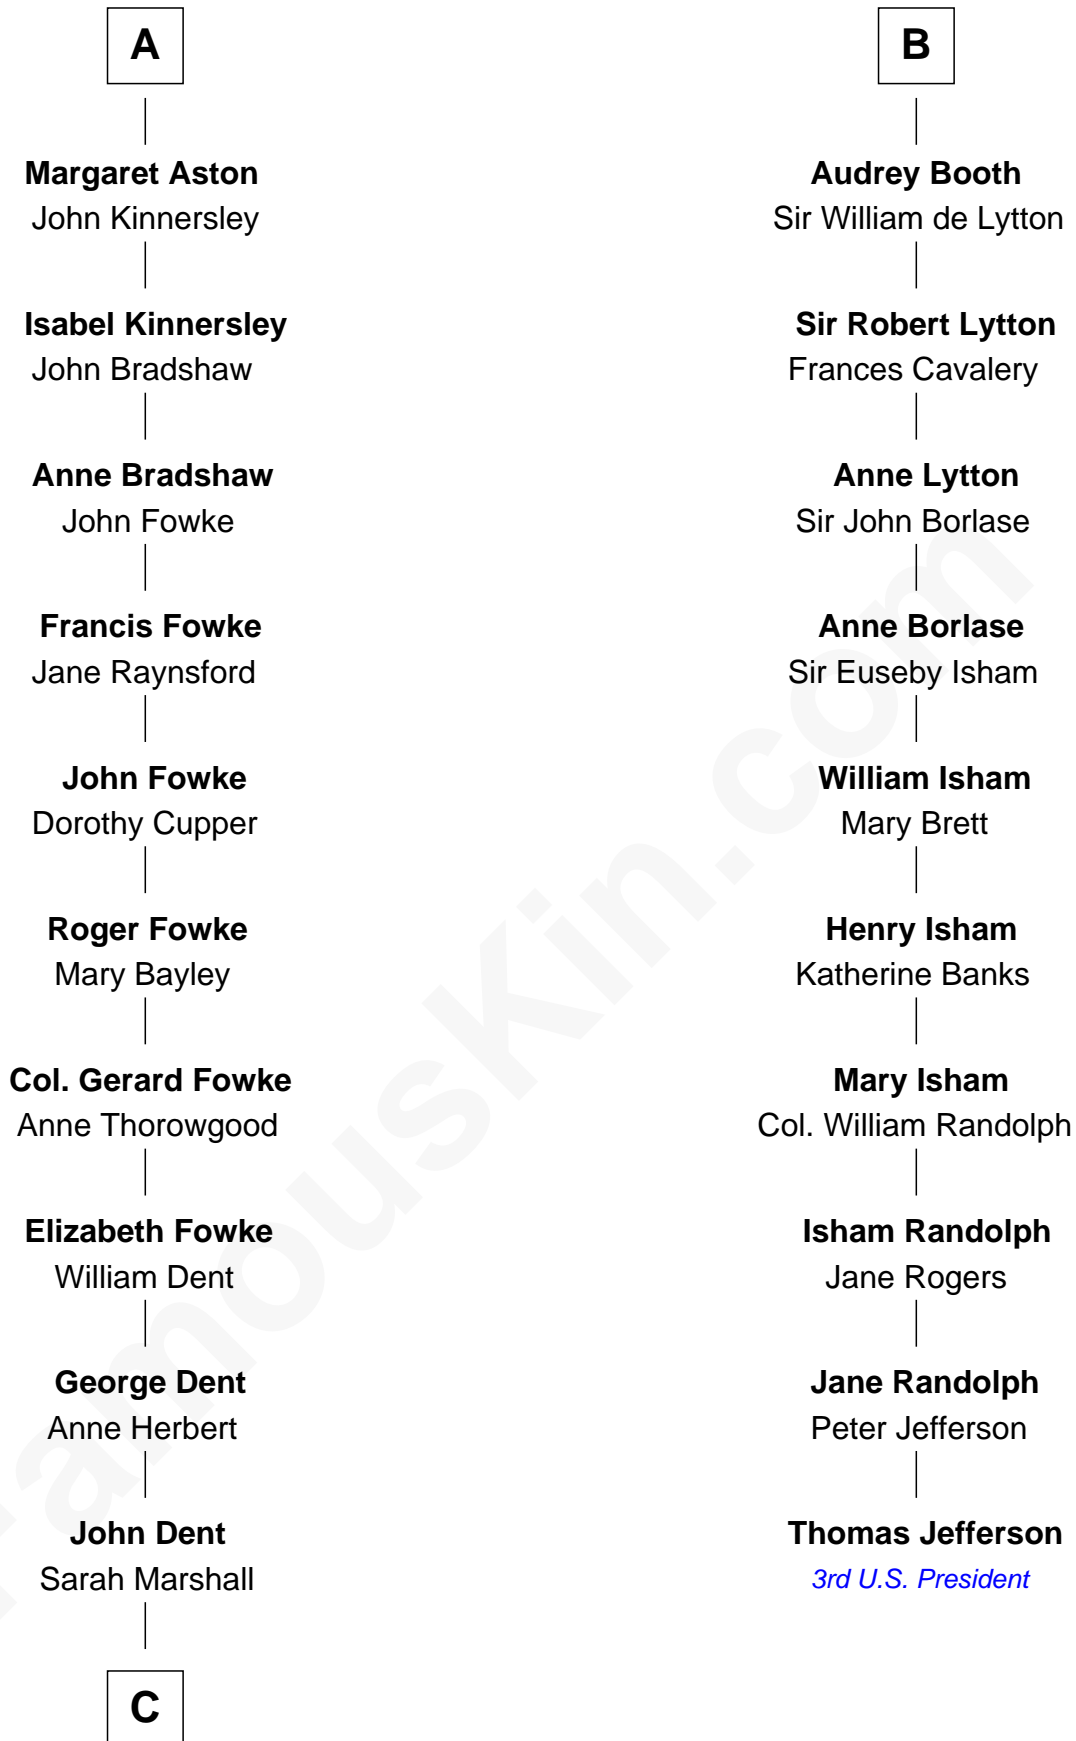 A
Margaret Aston
John Kinnersley
Isabel Kinnersley
John Bradshaw
Anne Bradshaw
John Fowke
Francis Fowke
Jane Raynsford
John Fowke
Dorothy Cupper
Roger Fowke
Mary Bayley
Col. Gerard Fowke
Anne Thorowgood
Elizabeth Fowke
William Dent
George Dent
Anne Herbert
John Dent
Sarah Marshall
C
B
Audrey Booth
Sir William de Lytton
Sir Robert Lytton
Frances Cavalery
Anne Lytton
Sir John Borlase
Anne Borlase
Sir Euseby Isham
William Isham
Mary Brett
Henry Isham
Katherine Banks
Mary Isham
Col. William Randolph
Isham Randolph
Jane Rogers
Jane Randolph
Peter Jefferson
Thomas Jefferson
3rd U.S. President
FamousKin.com